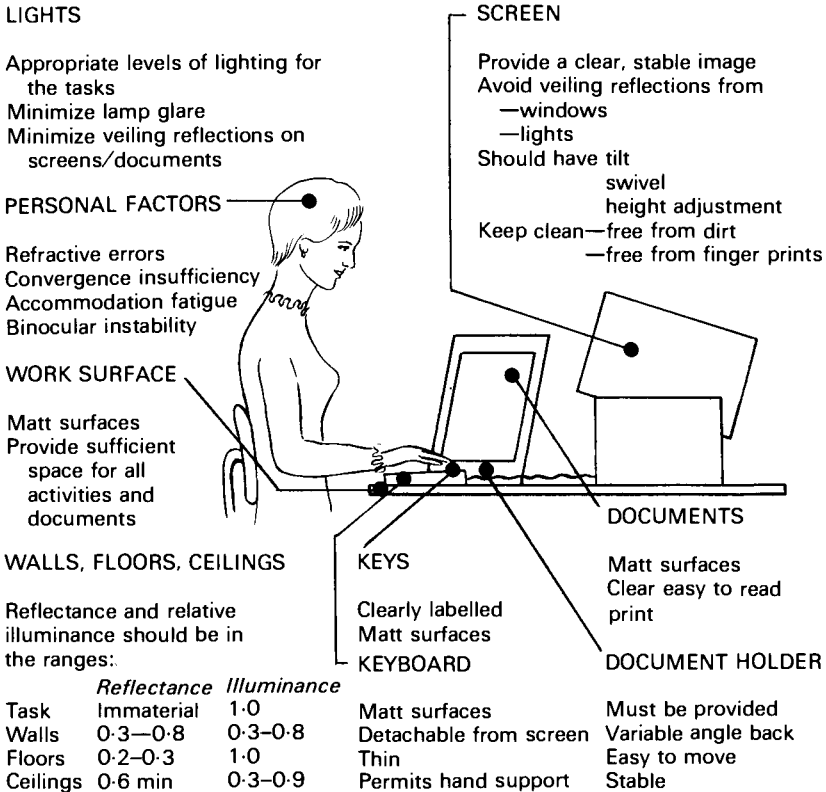 LIGHTS
Appropriate levels of lighting for
the tasks
Minimize lamp glare
Minimize veiling reflections on
screens/documents
PERSONAL FACTORS
Refractive errors
Convergence insufficiency
Accommodation fatigue
Binocular instability
WORK SURFACE
Matt surfaces
Provide sufficient
space for all
activities and
documents
SCREEN
Provide a clear, stable image
Avoid veiling reflections from
—windows
—lights
Should have tilt
swivel
height adjustment
Keep clean—free from dirt
—free from finger prints
WALLS, FLOORS, CEILINGS
Reflectance and relative
illuminance should be in
the ranges:
Reflectance Illuminance
Task Immaterial 1·0
Walls 0·3—0·8 0·3–0·8
Floors 0·2–0·3 1·0
Ceilings 0·6 min 0·3–0·9
KEYS
Clearly labelled
Matt surfaces
KEYBOARD
Matt surfaces
Detachable from screen
Thin
Permits hand support
DOCUMENTS
Matt surfaces
Clear easy to read
print
DOCUMENT HOLDER
Must be provided
Variable angle back
Easy to move
Stable